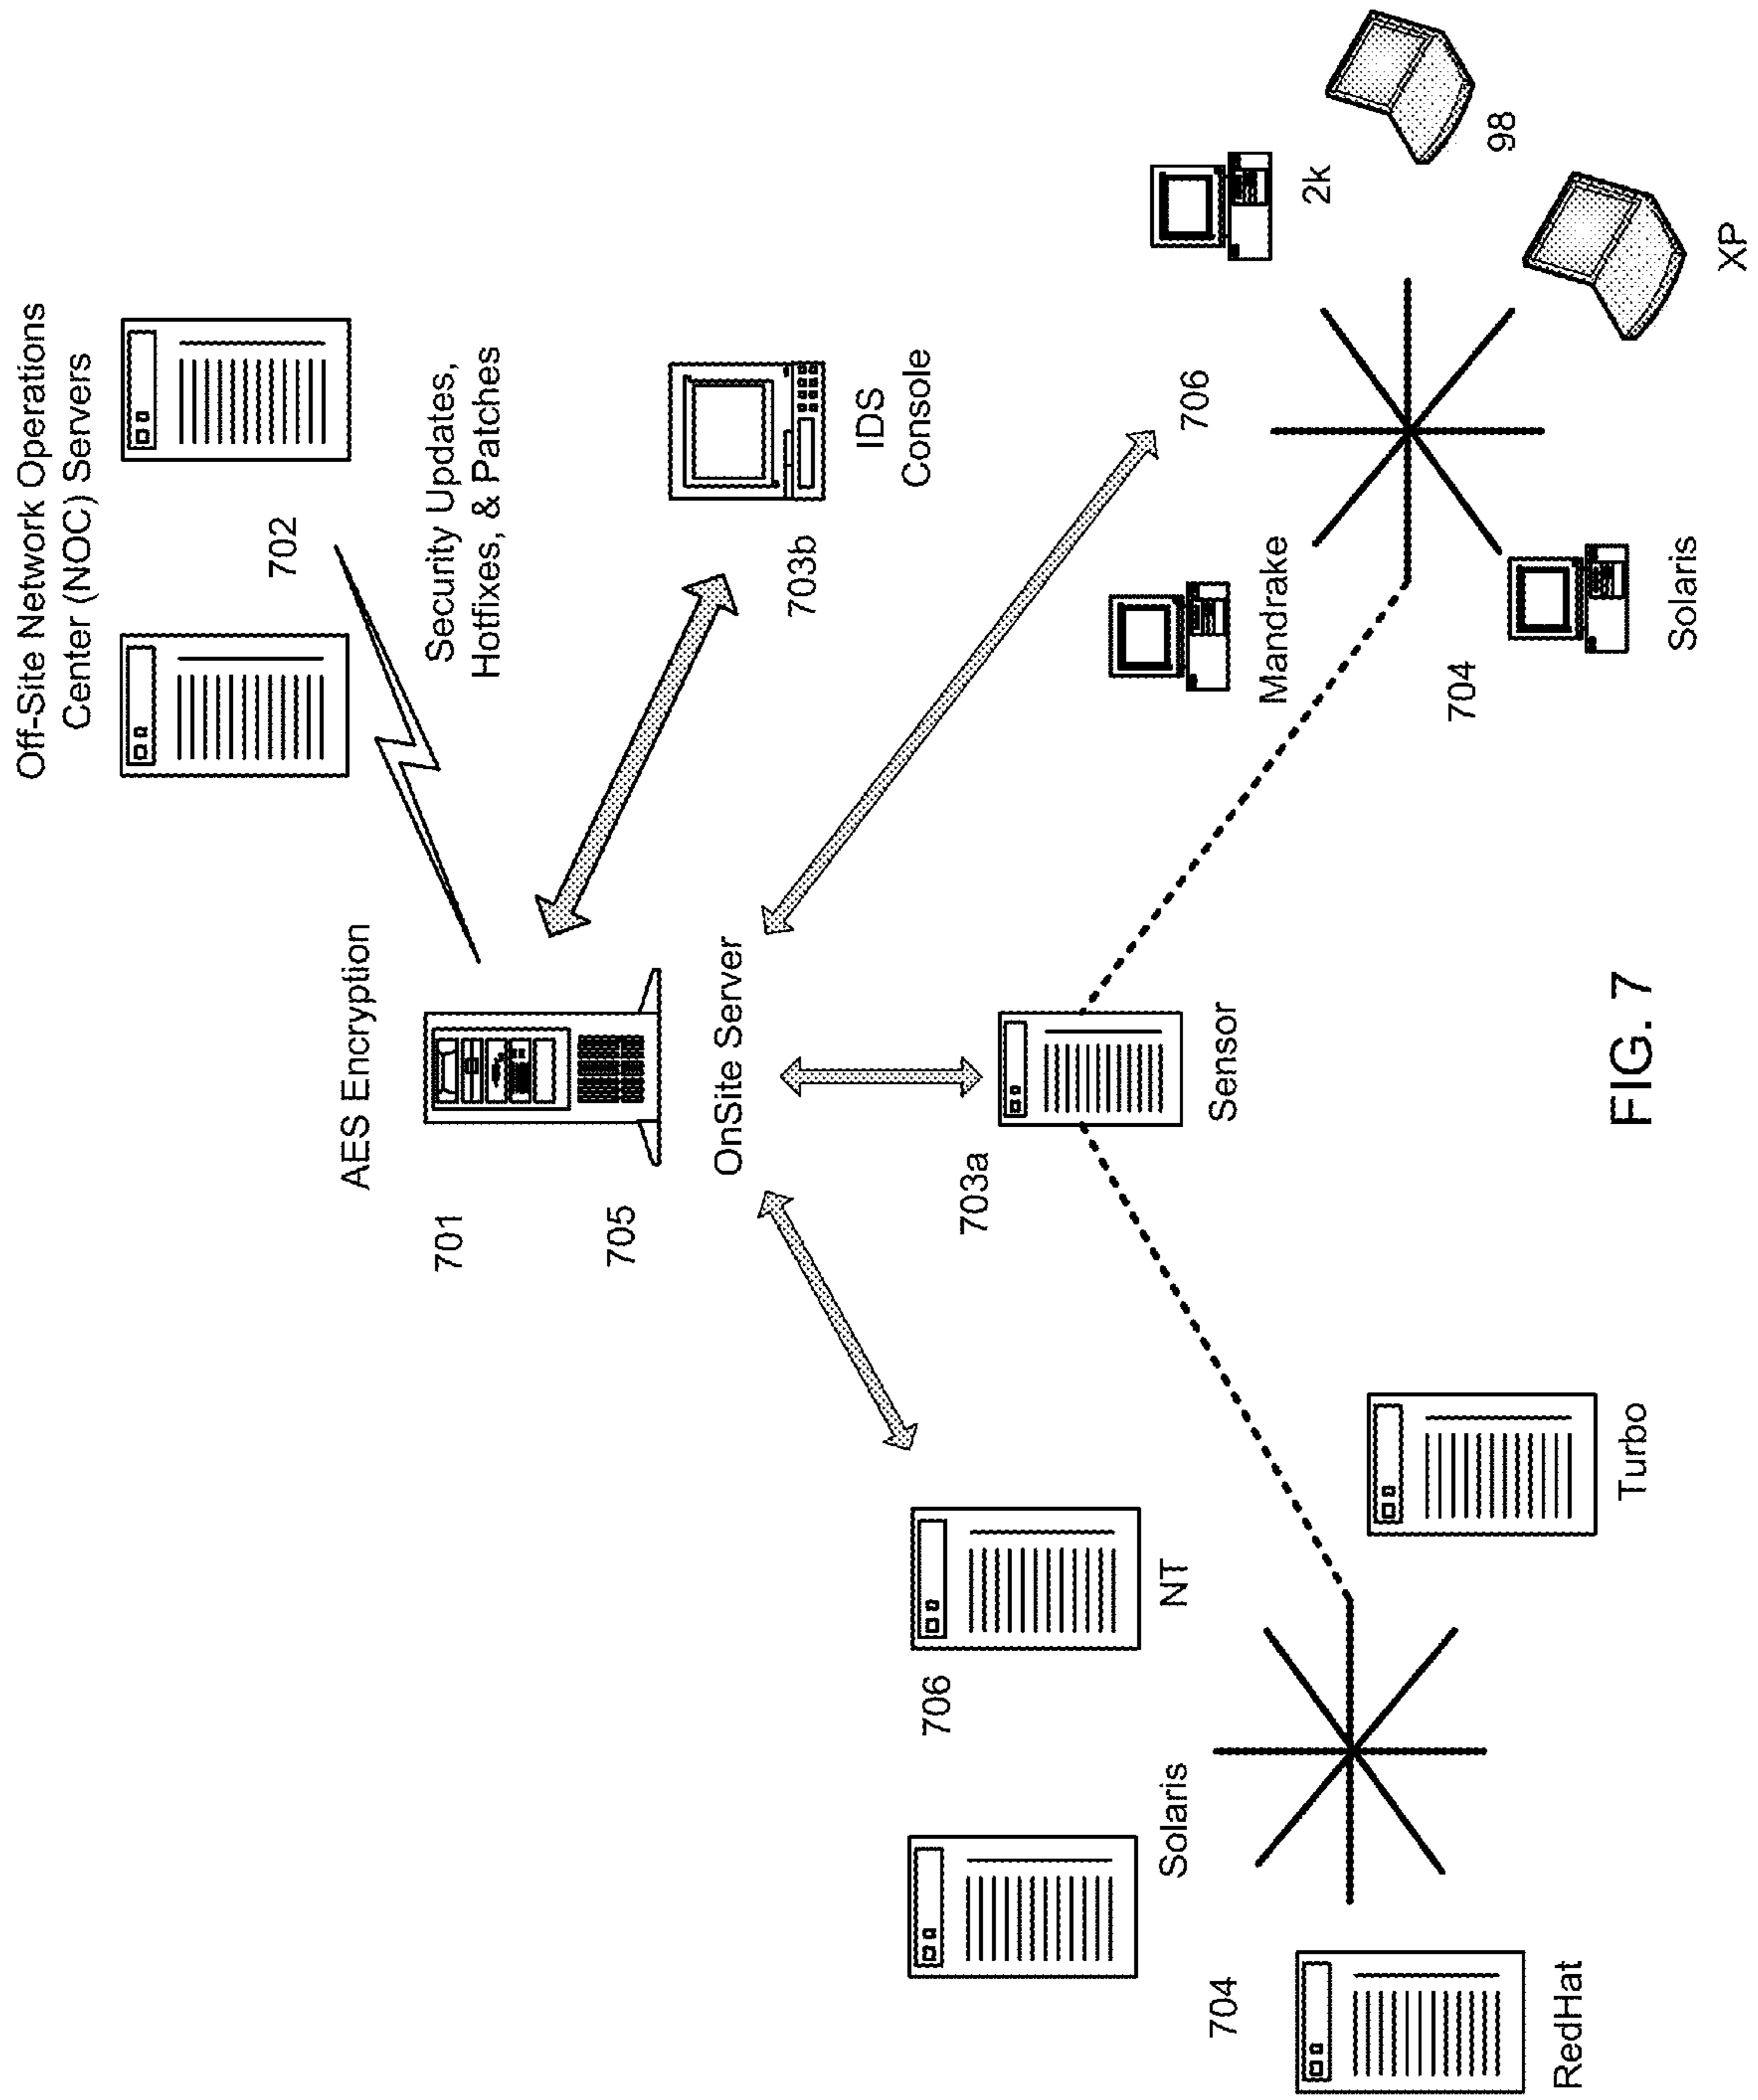 Off-Site Network Operations
Center (NOC) Servers
702
AES Encryption
Security Updates,
Hotfixes, & Patches
701
705
OnSite Server
703b
IDS
Console
706
NT
703a
Sensor
706
Mandrake
2k
98
Solaris
704
RedHat
Turbo
704
Solaris
XP
FIG. 7